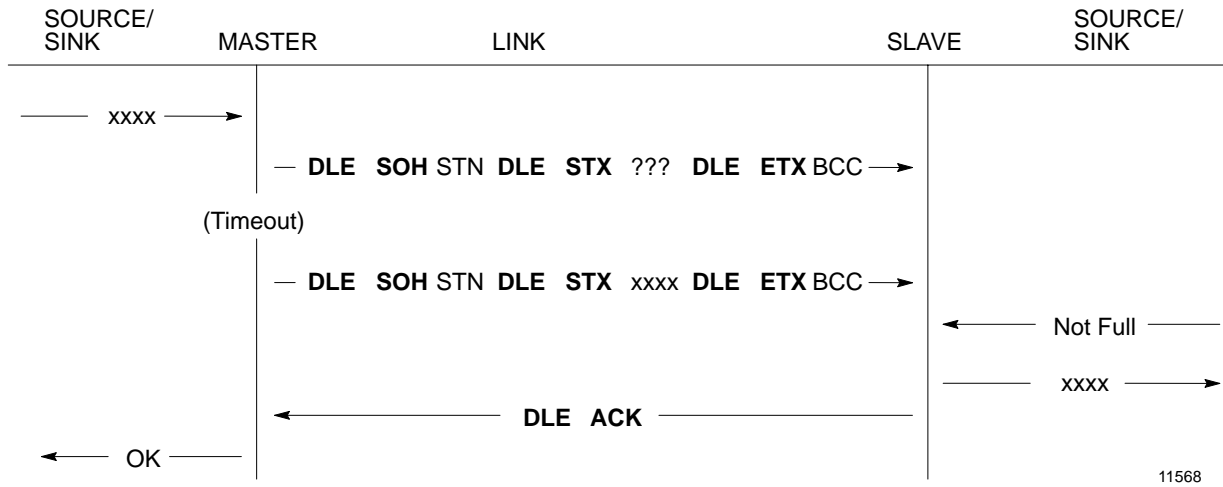 SOURCE/ SINK MASTER LINK SLAVE SOURCE/ SINK
xxxx
DLE SOH STN DLE STX ??? DLE ETX BCC
(Timeout)
DLE SOH STN DLE STX xxxx DLE ETX BCC
Not Full
xxxx
DLE ACK
OK
11568